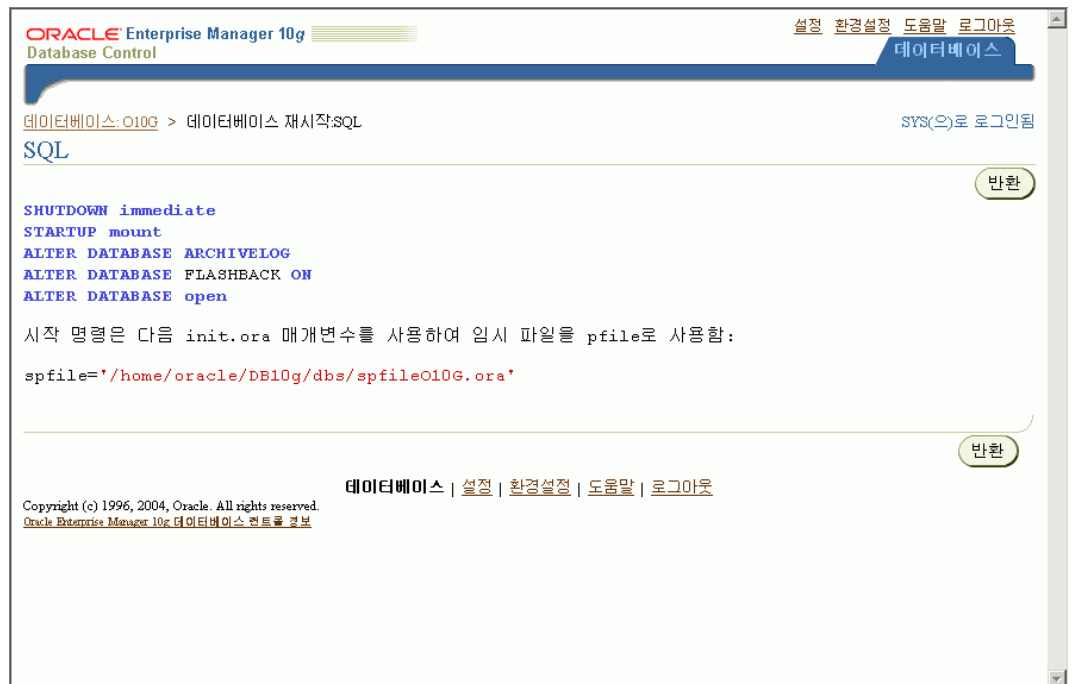 ORACLE Enterprise Manager 10g
Database Control
설정 환경설정 도움말 로그아웃
데이터베이스
데이터베이스: O10G > 데이터베이스 재시작:SQL
SYS(으)로 로그인됨
SQL
반환
SHUTDOWN immediate
STARTUP mount
ALTER DATABASE ARCHIVELOG
ALTER DATABASE FLASHBACK ON
ALTER DATABASE open
시작 명령은 다음 init.ora 매개변수를 사용하여 임시 파일을 pfile로 사용함:
spfile='/home/oracle/DB10g/dbs/spfileO10G.ora'
반환
데이터베이스 | 설정 | 환경설정 | 도움말 | 로그아웃
Copyright (c) 1996, 2004, Oracle. All rights reserved.
Oracle Enterprise Manager 10g 데이터베이스 컨트롤 정보